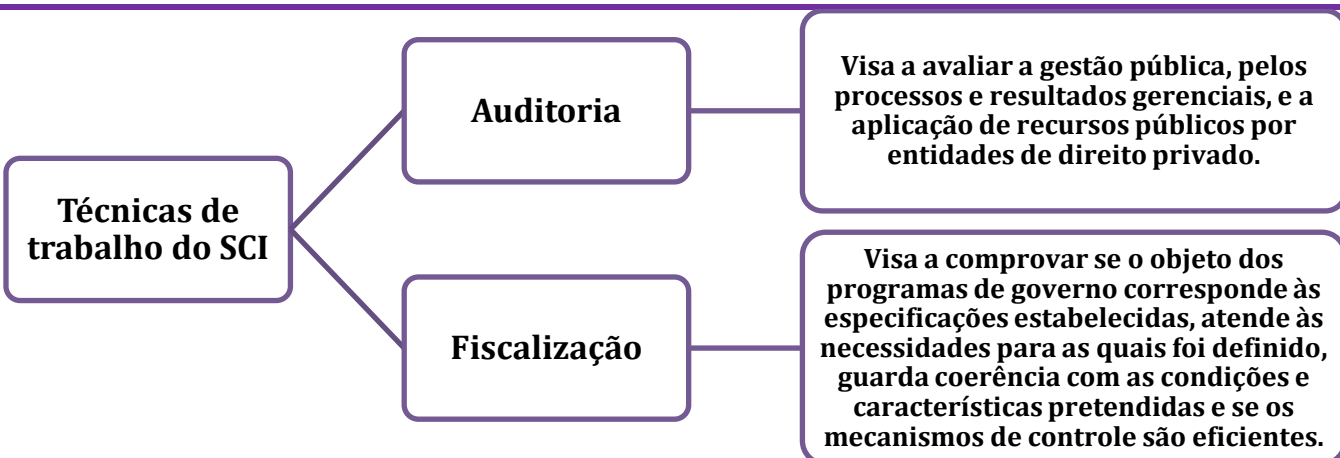 Técnicas de
trabalho do SCI
Auditoria
Visa a avaliar a gestão pública, pelos
processos e resultados gerenciais, e a
aplicação de recursos públicos por
entidades de direito privado.
Fiscalização
Visa a comprovar se o objeto dos
programas de governo corresponde às
especificações estabelecidas, atende às
necessidades para as quais foi definido,
guarda coerência com as condições e
características pretendidas e se os
mecanismos de controle são eficientes.